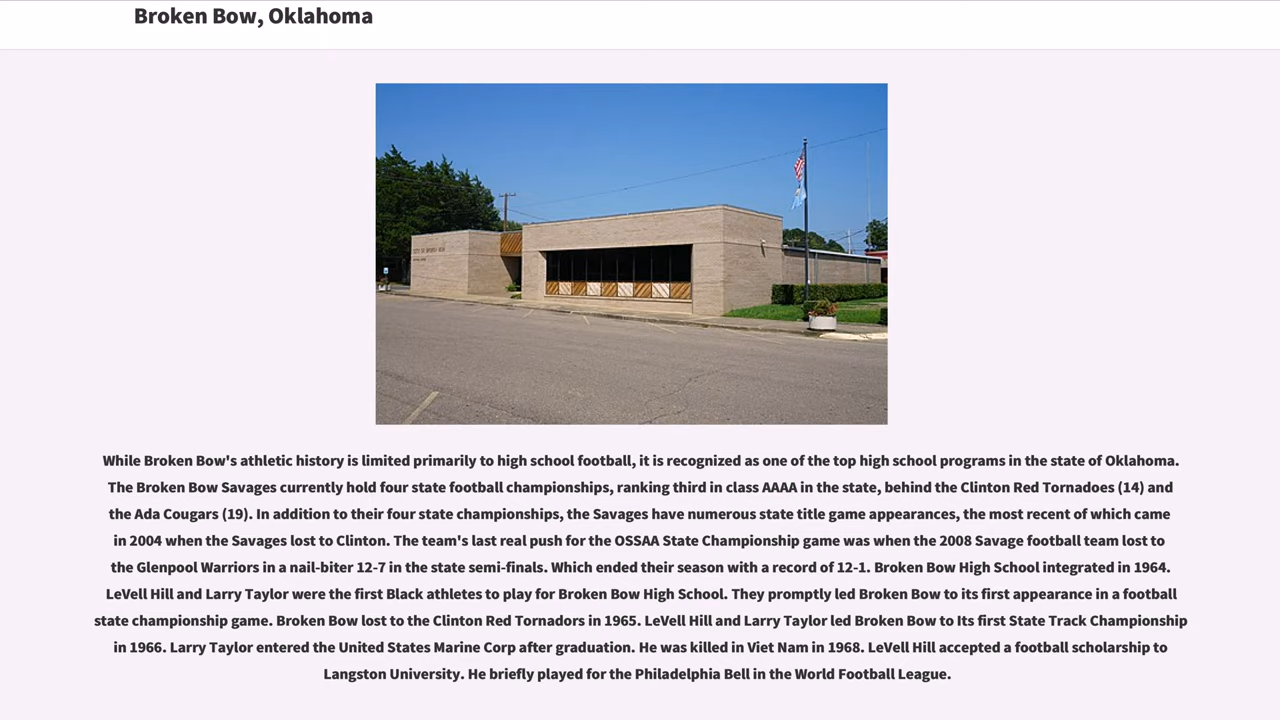 Broken Bow, Oklahoma
CITY OF BROKEN BOW
While Broken Bow's athletic history is limited primarily to high school football, it is recognized as one of the top high school programs in the state of Oklahoma.
The Broken Bow Savages currently hold four state football championships, ranking third in class AAAA in the state, behind the Clinton Red Tornadoes (14) and
the Ada Cougars (19). In addition to their four state championships, the Savages have numerous state title game appearances, the most recent of which came
in 2004 when the Savages lost to Clinton. The team's last real push for the OSSAA State Championship game was when the 2008 Savage football team lost to
the Glenpool Warriors in a nail-biter 12-7 in the state semi-finals. Which ended their season with a record of 12-1. Broken Bow High School integrated in 1964.
LeVell Hill and Larry Taylor were the first Black athletes to play for Broken Bow High School. They promptly led Broken Bow to its first appearance in a football
state championship game. Broken Bow lost to the Clinton Red Tornadors in 1965. LeVell Hill and Larry Taylor led Broken Bow to Its first State Track Championship
in 1966. Larry Taylor entered the United States Marine Corp after graduation. He was killed in Viet Nam in 1968. LeVell Hill accepted a football scholarship to
Langston University. He briefly played for the Philadelphia Bell in the World Football League.